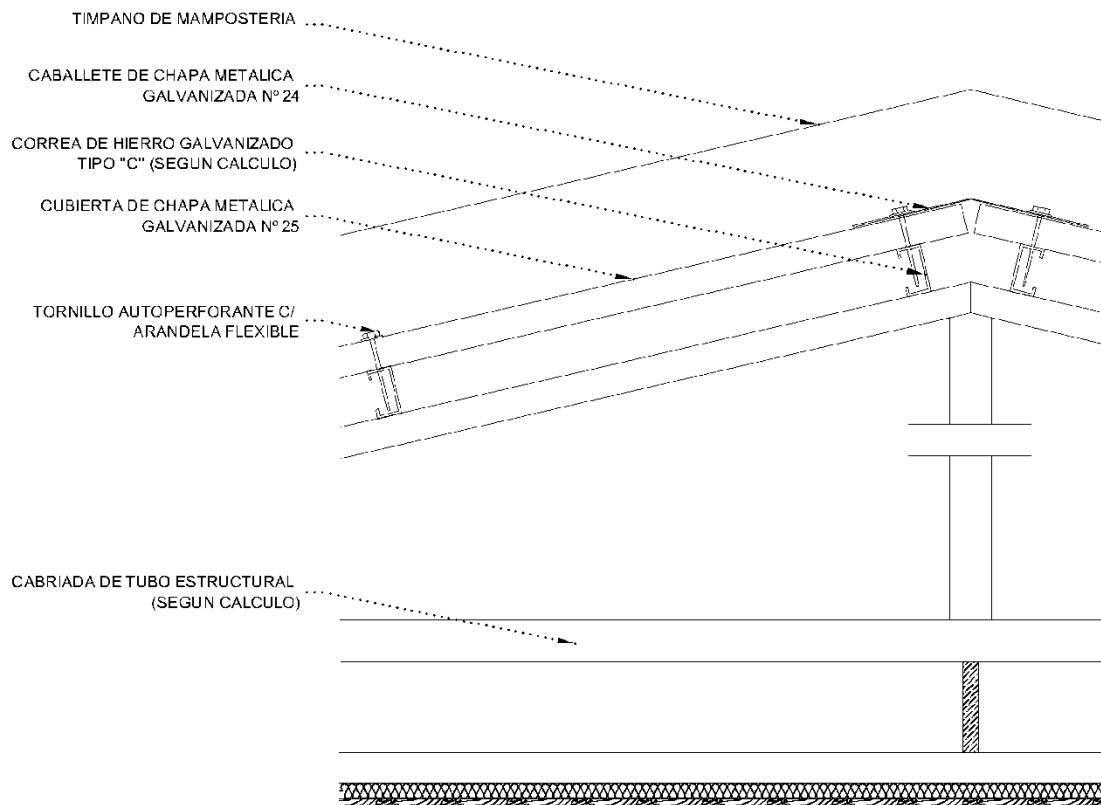 TIMPANO DE MAMPOSTERIA
CABALLETE DE CHAPA METALICA
GALVANIZADA Nº 24
CORREA DE HIERRO GALVANIZADO
TIPO "C" (SEGUN CALCULO)
CUBIERTA DE CHAPA METALICA
GALVANIZADA Nº 25
TORNILLO AUTOPERFORANTE C/
ARANDELA FLEXIBLE
CABRIADA DE TUBO ESTRUCTURAL
(SEGUN CALCULO)